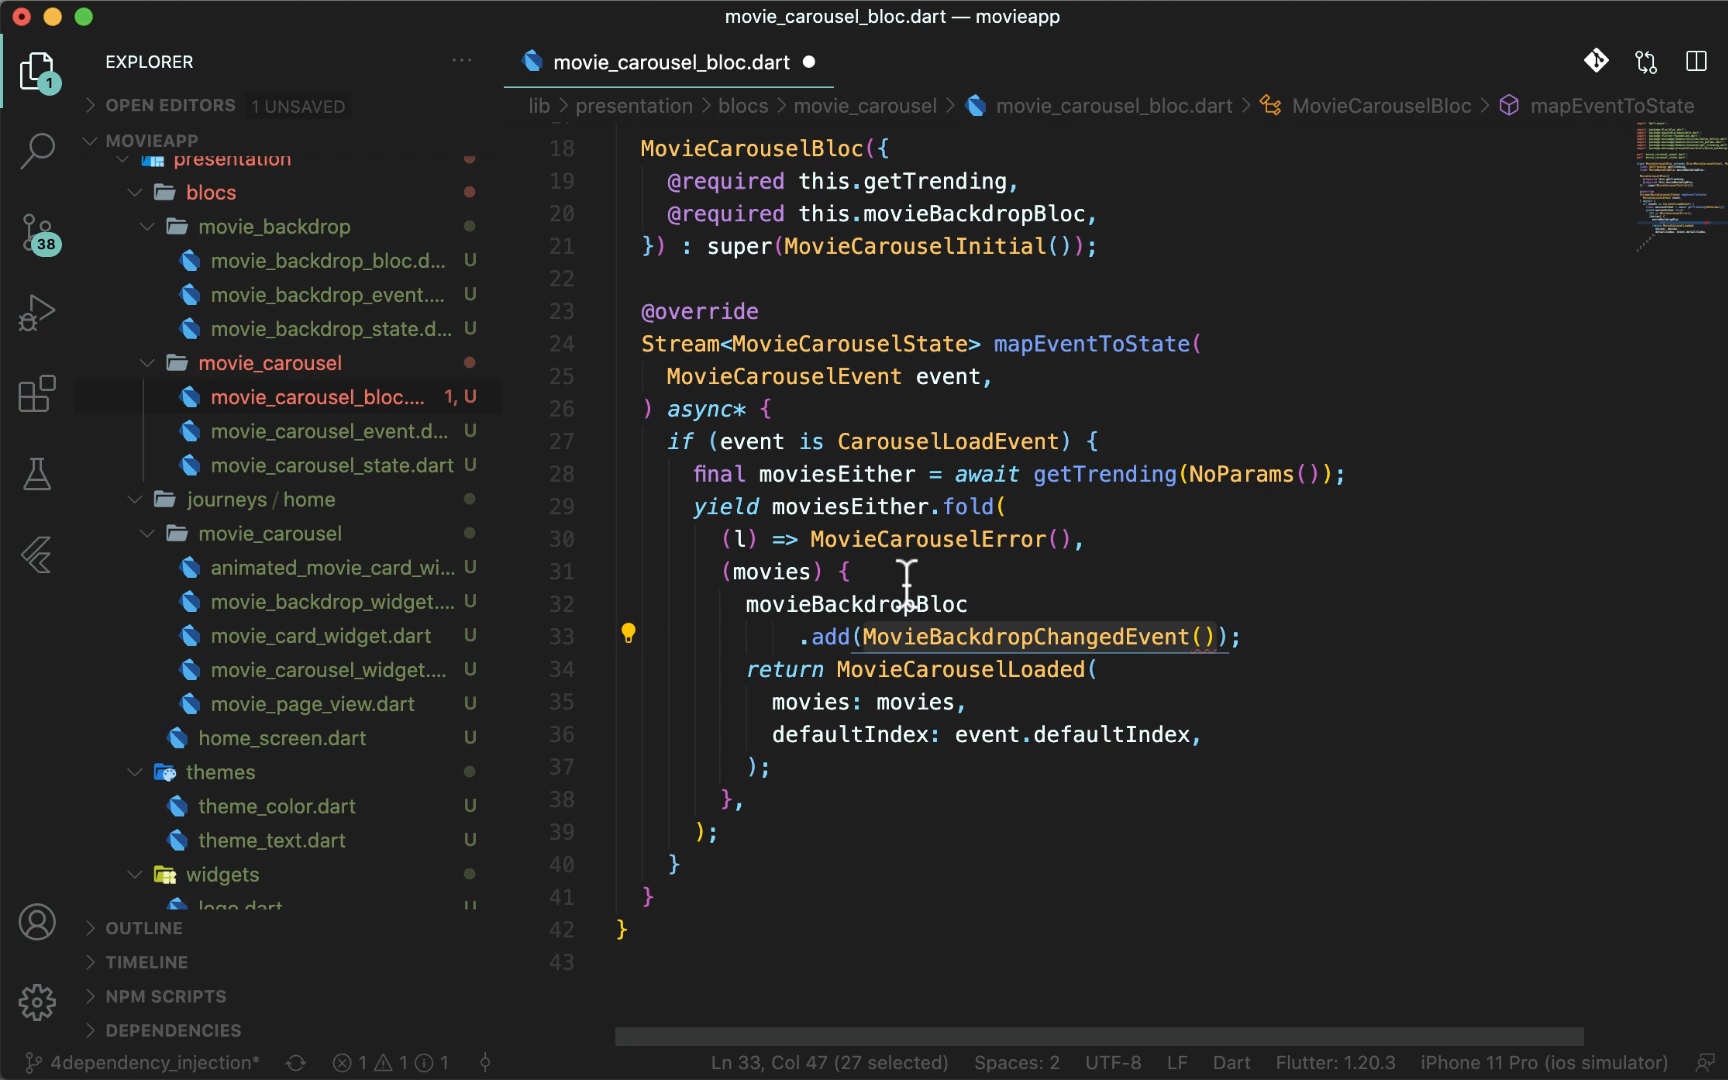 movie_carousel_bloc.dart — movieapp
EXPLORER
movie_carousel_bloc.dart
1
OPEN EDITORS 1 UNSAVED
lib > presentation > blocs > movie_carousel > movie_carousel_bloc.dart > MovieCarouselBloc > mapEventToState
MOVIEAPP
presentation
blocs
movie_backdrop
38
movie_backdrop_bloc.d... U
movie_backdrop_event.... U
movie_backdrop_state.d... U
movie_carousel
movie_carousel_bloc.... 1, U
movie_carousel_event.d... U
movie_carousel_state.dart U
journeys / home
movie_carousel
animated_movie_card_wi... U
movie_backdrop_widget.... U
movie_card_widget.dart U
movie_carousel_widget.... U
movie_page_view.dart U
home_screen.dart U
themes
theme_color.dart U
theme_text.dart U
widgets
logo.dart U
OUTLINE
TIMELINE
NPM SCRIPTS
DEPENDENCIES
18 MovieCarouselBloc({
19 @required this.getTrending,
20 @required this.movieBackdropBloc,
21 }) : super(MovieCarouselInitial());
22
23 @override
24 Stream<MovieCarouselState> mapEventToState(
25 MovieCarouselEvent event,
26 ) async* {
27 if (event is CarouselLoadEvent) {
28 final moviesEither = await getTrending(NoParams());
29 yield moviesEither.fold(
30 (l) => MovieCarouselError(),
31 (movies) {
32 movieBackdropBloc
33 .add(MovieBackdropChangedEvent());
34 return MovieCarouselLoaded(
35 movies: movies,
36 defaultIndex: event.defaultIndex,
37 );
38 },
39 );
40 }
41 }
42 }
43
4dependency_injection* 1 1 1 Ln 33, Col 47 (27 selected) Spaces: 2 UTF-8 LF Dart Flutter: 1.20.3 iPhone 11 Pro (ios simulator)